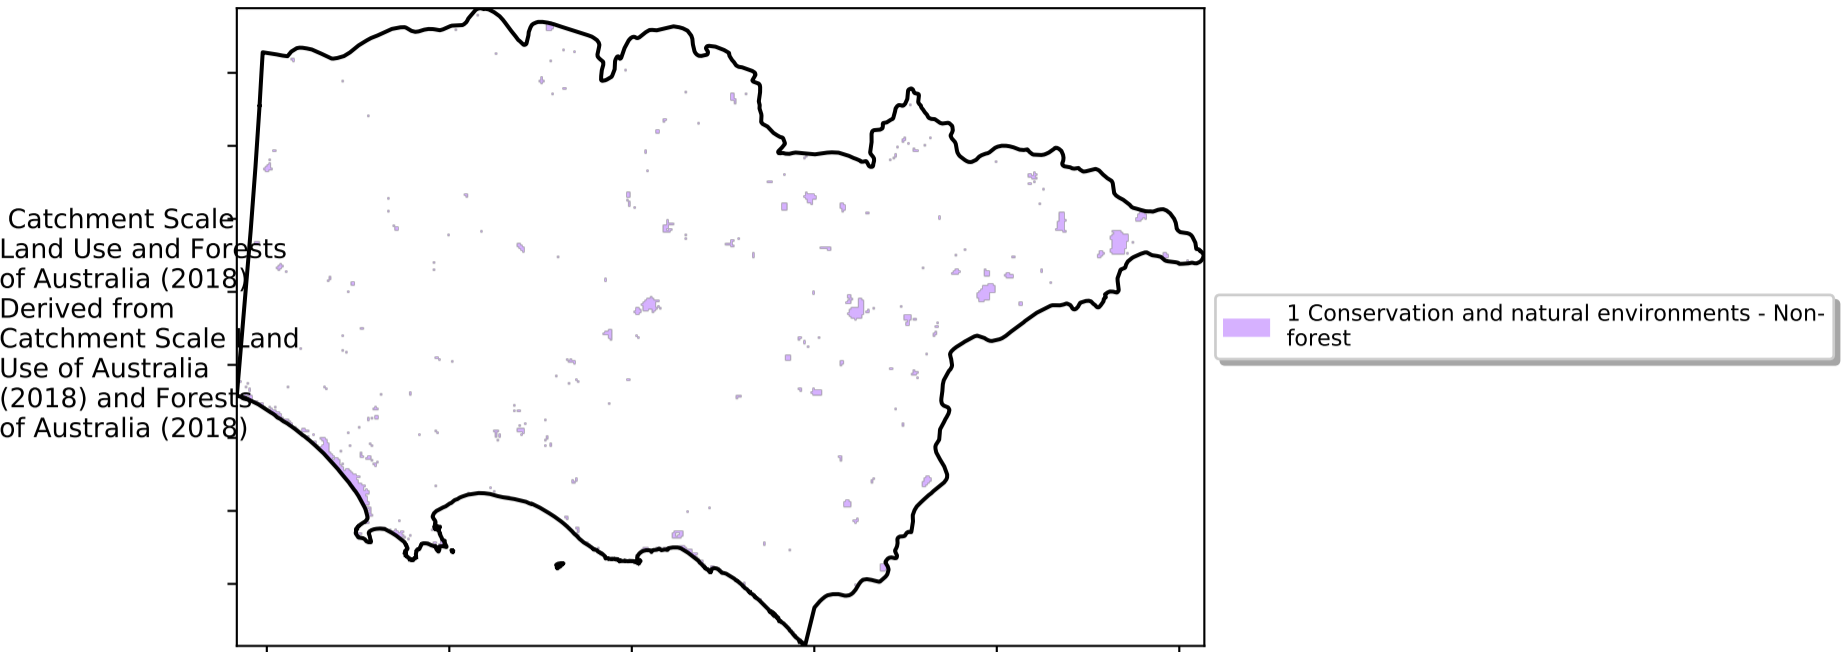 Catchment Scale
Land Use and Forests
of Australia (2018)
Derived from
Catchment Scale Land
Use of Australia
(2018) and Forests
of Australia (2018)
1 Conservation and natural environments - Non-
forest